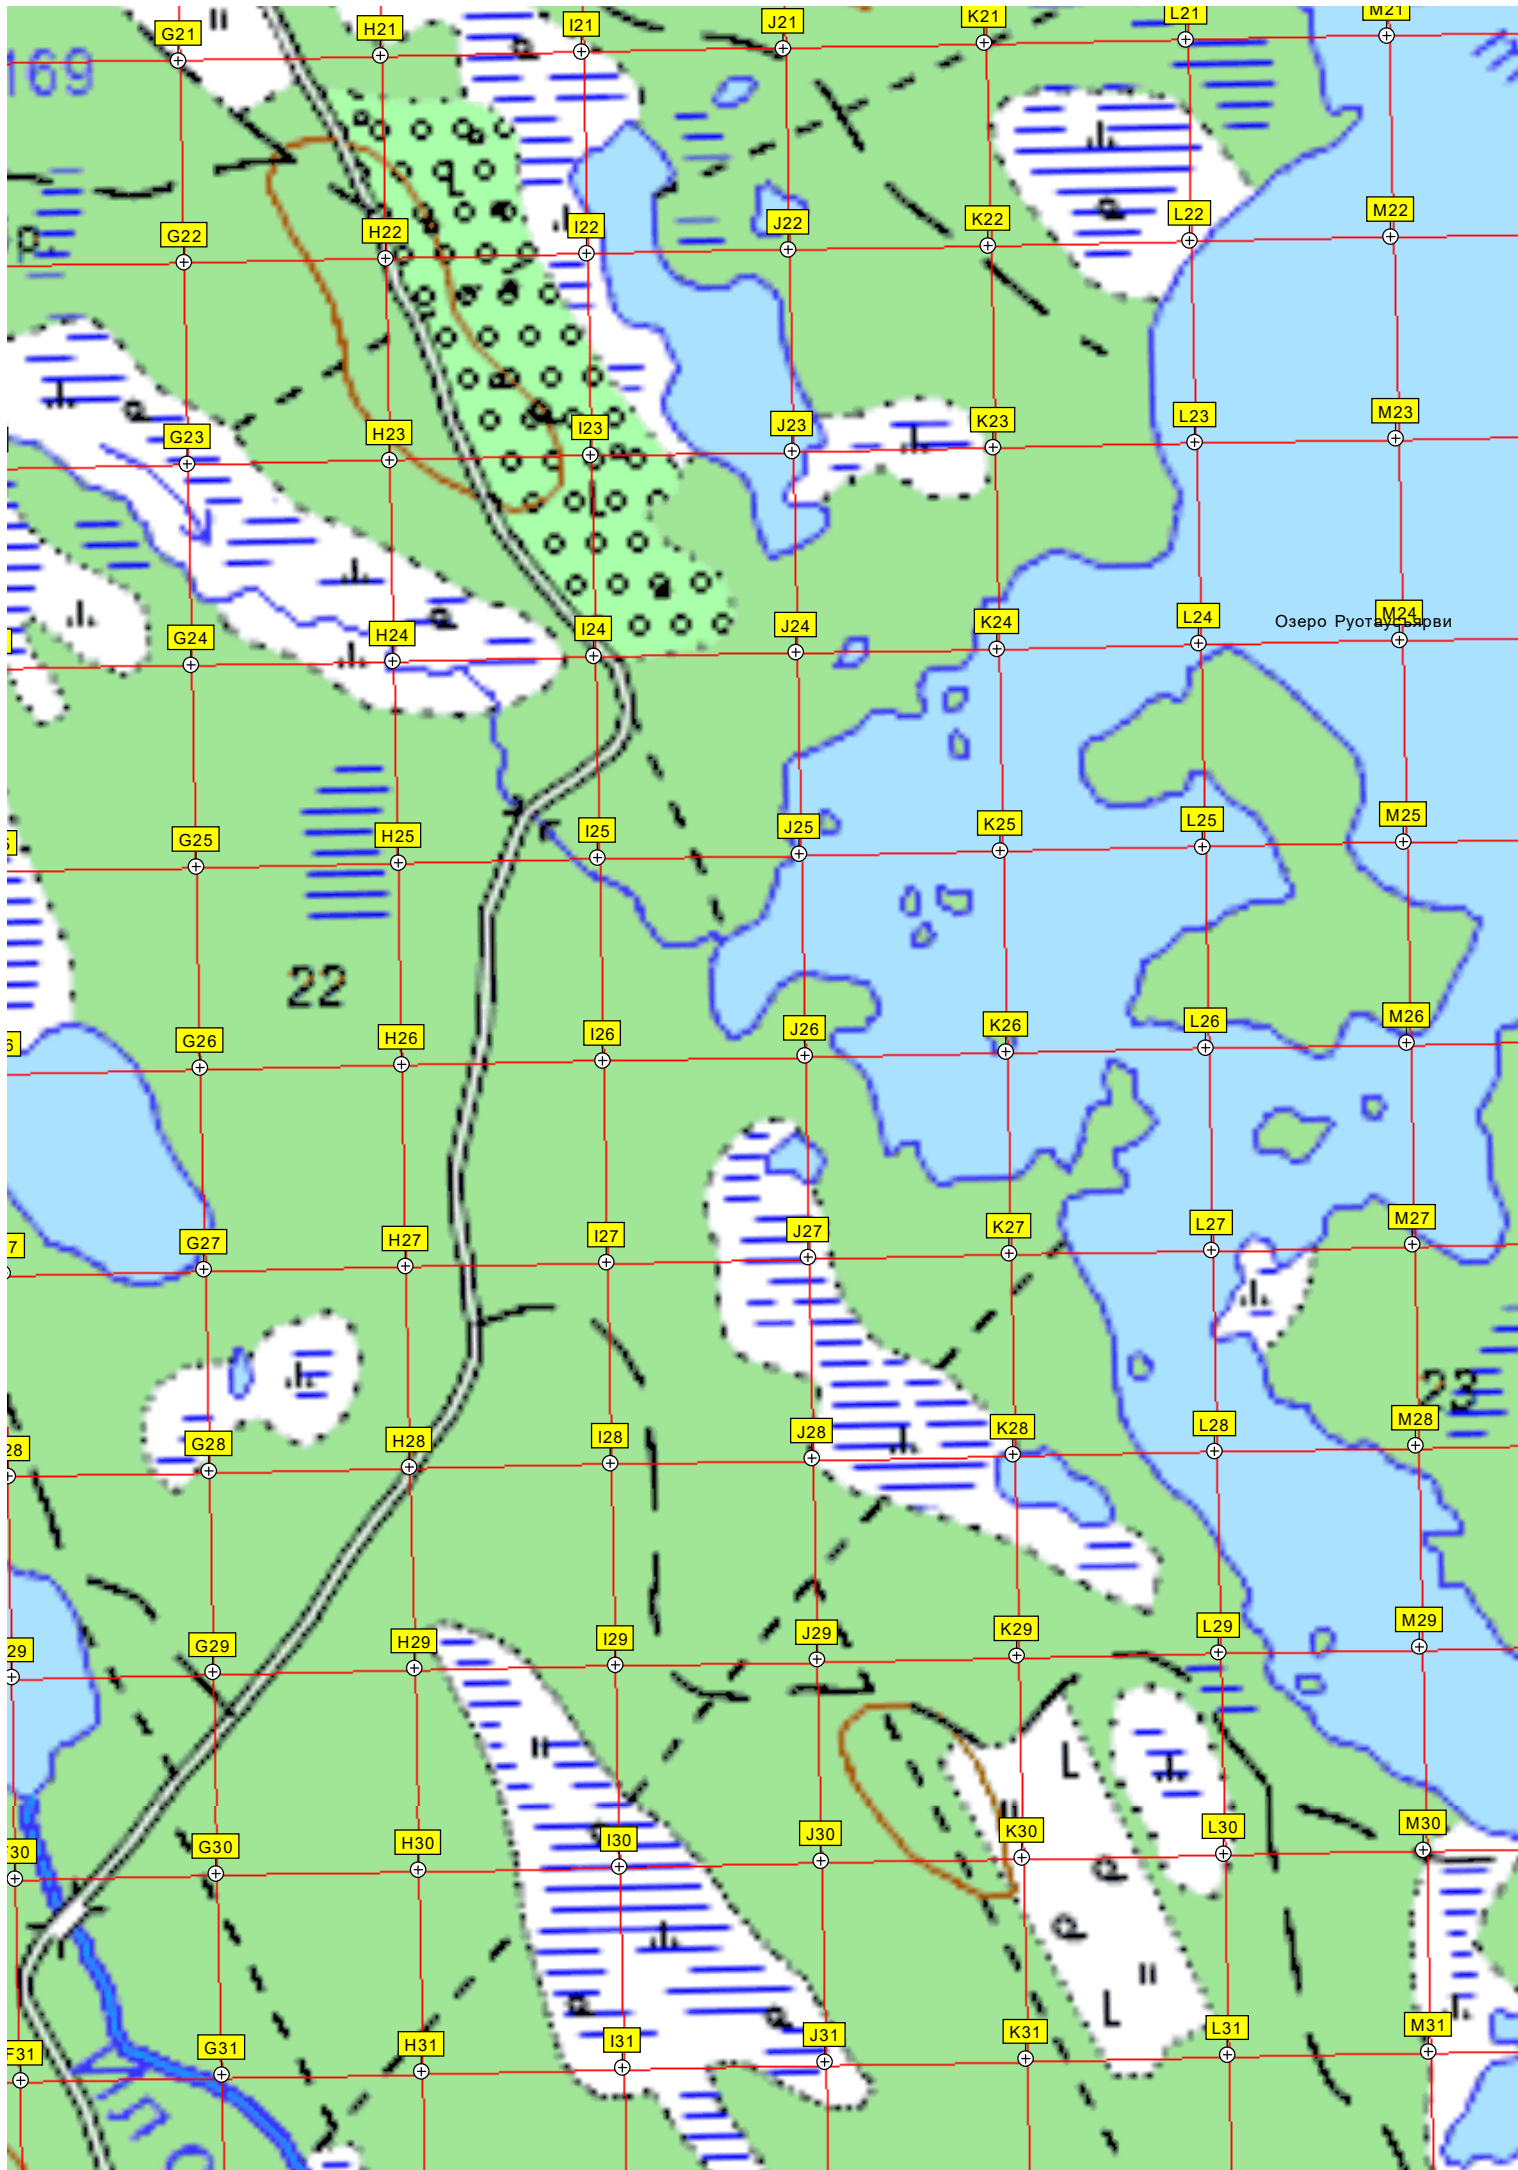 G21 H21 I21 J21 K21 L21 M21
169
G22 H22 I22 J22 K22 L22 M22
G23 H23 I23 J23 K23 L23 M23
G24 H24 I24 J24 K24 L24 M24
Озеро Руотаусъярви
G25 H25 I25 J25 K25 L25 M25
22
G26 H26 I26 J26 K26 L26 M26
G27 H27 I27 J27 K27 L27 M27
23
28 G28 H28 I28 J28 K28 L28 M28
29 G29 H29 I29 J29 K29 L29 M29
F30 G30 H30 I30 J30 K30 L30 M30
F31 G31 H31 I31 J31 K31 L31 M31